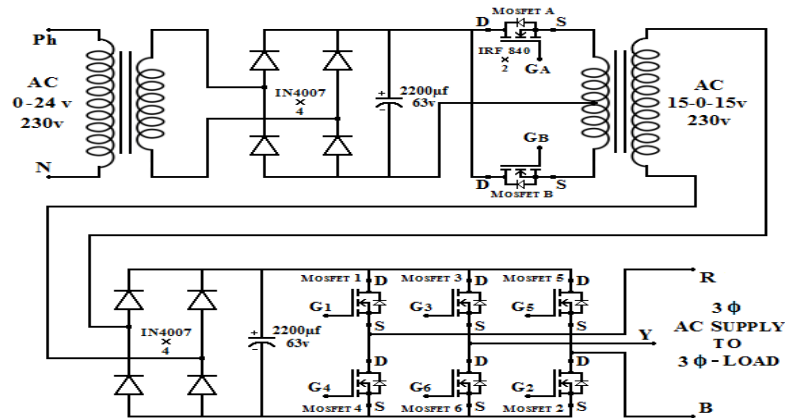 Ph
AC
0-24 v
230v
N
IN4007
×
4
+
2200µf
63v
−
MOSFET A
D
S
IRF 840
×
2
GA
GB
D
S
MOSFET B
AC
15-0-15v
230v
IN4007
×
4
+
2200µf
63v
−
MOSFET 1
D
G1
S
MOSFET 3
D
G3
S
MOSFET 5
D
G5
S
D
G4
MOSFET 4
S
D
G6
MOSFET 6
S
D
G2
MOSFET 2
S
R
Y
B
3 ϕ
AC SUPPLY
TO
3 ϕ-LOAD